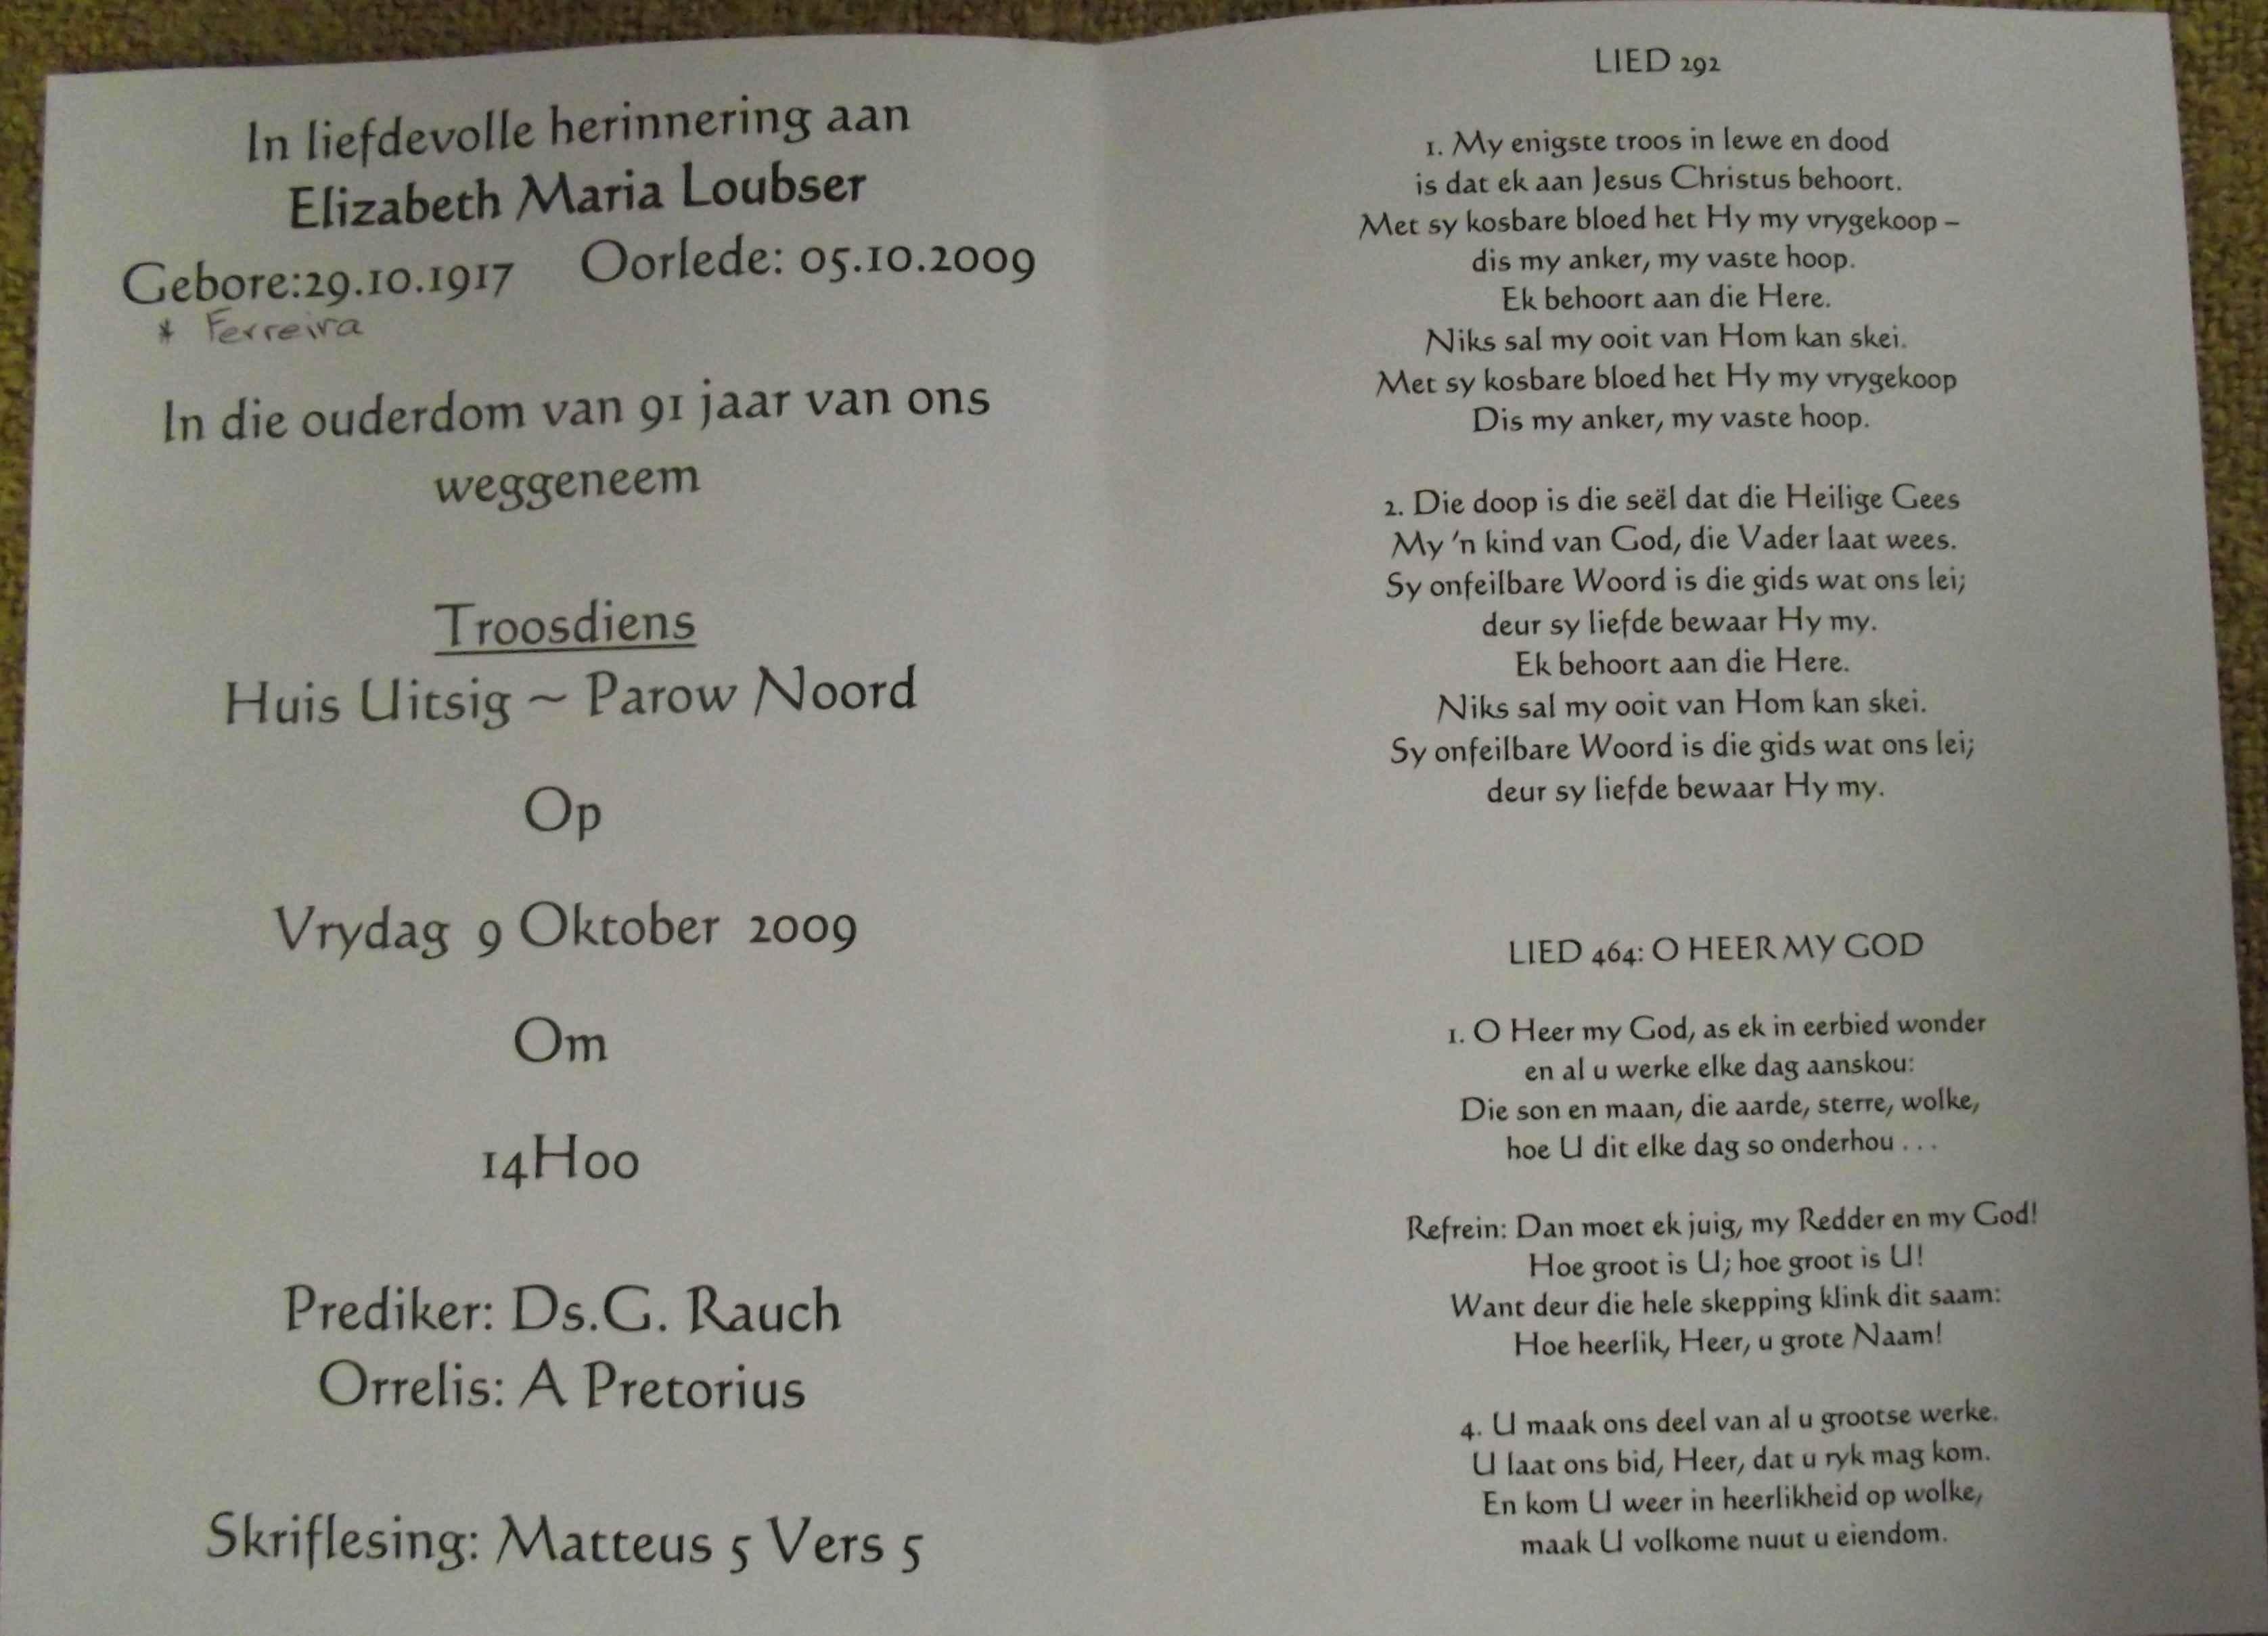 In liefdevolle herinnering aan
Elizabeth Maria Loubser
Gebore:29.10.1917 Oorlede: 05.10.2009
* Ferreira
In die ouderdom van 91 jaar van ons
weggeneem
Troosdiens
Huis Uitsig ~ Parow Noord
Op
Vrydag 9 Oktober 2009
Om
14H00
Prediker: Ds.G. Rauch
Orrelis: A Pretorius
Skriflesing: Matteus 5 Vers 5
LIED 292
1. My enigste troos in lewe en dood
is dat ek aan Jesus Christus behoort.
Met sy kosbare bloed het Hy my vrygekoop –
dis my anker, my vaste hoop.
Ek behoort aan die Here.
Niks sal my ooit van Hom kan skei.
Met sy kosbare bloed het Hy my vrygekoop
Dis my anker, my vaste hoop.
2. Die doop is die seël dat die Heilige Gees
My 'n kind van God, die Vader laat wees.
Sy onfeilbare Woord is die gids wat ons lei;
deur sy liefde bewaar Hy my.
Ek behoort aan die Here.
Niks sal my ooit van Hom kan skei.
Sy onfeilbare Woord is die gids wat ons lei;
deur sy liefde bewaar Hy my.
LIED 464: O HEER MY GOD
1. O Heer my God, as ek in eerbied wonder
en al u werke elke dag aanskou:
Die son en maan, die aarde, sterre, wolke,
hoe U dit elke dag so onderhou . . .
Refrein: Dan moet ek juig, my Redder en my God!
Hoe groot is U; hoe groot is U!
Want deur die hele skepping klink dit saam:
Hoe heerlik, Heer, u grote Naam!
4. U maak ons deel van al u grootse werke.
U laat ons bid, Heer, dat u ryk mag kom.
En kom U weer in heerlikheid op wolke,
maak U volkome nuut u eiendom.